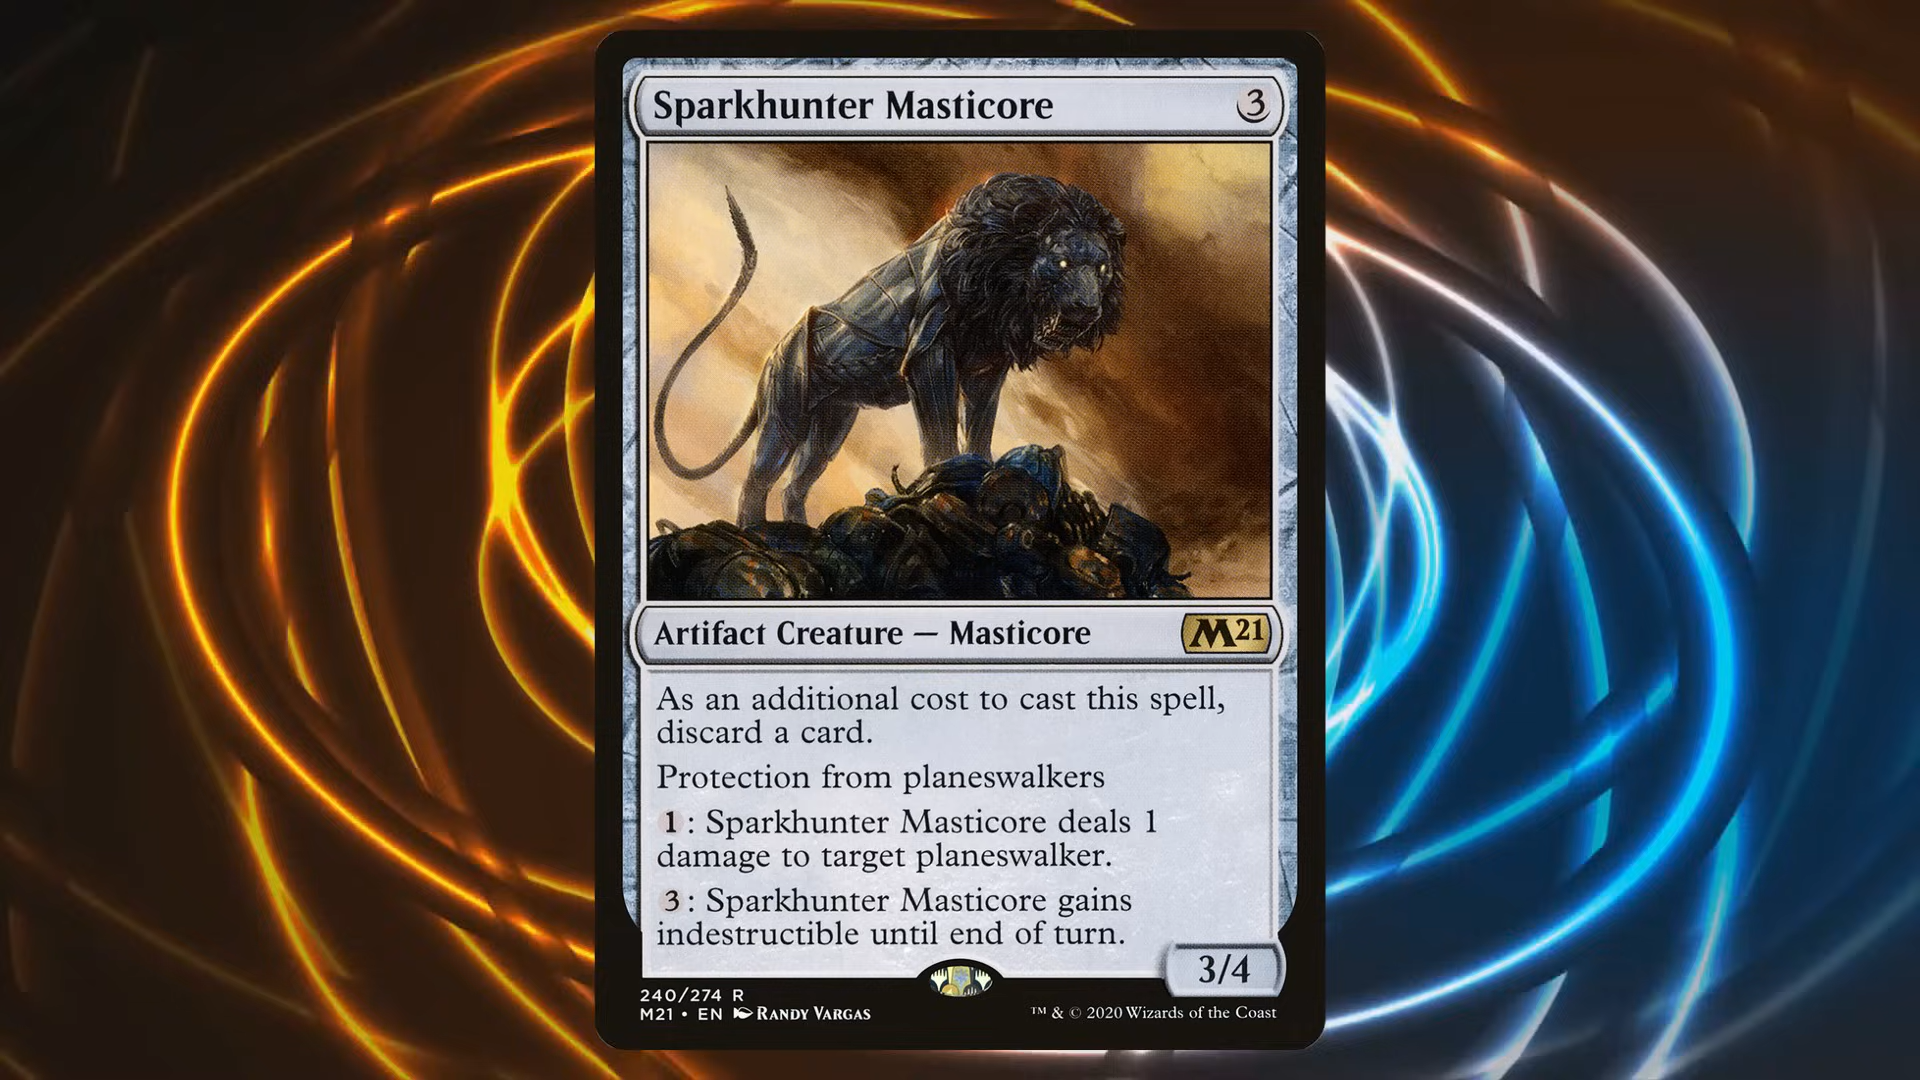 Sparkhunter Masticore 3
Artifact Creature — Masticore M21
As an additional cost to cast this spell,
discard a card.
Protection from planeswalkers
1: Sparkhunter Masticore deals 1
damage to target planeswalker.
3: Sparkhunter Masticore gains
indestructible until end of turn.
3/4
240/274 R
M21 • EN RANDY VARGAS
™ & © 2020 Wizards of the Coast